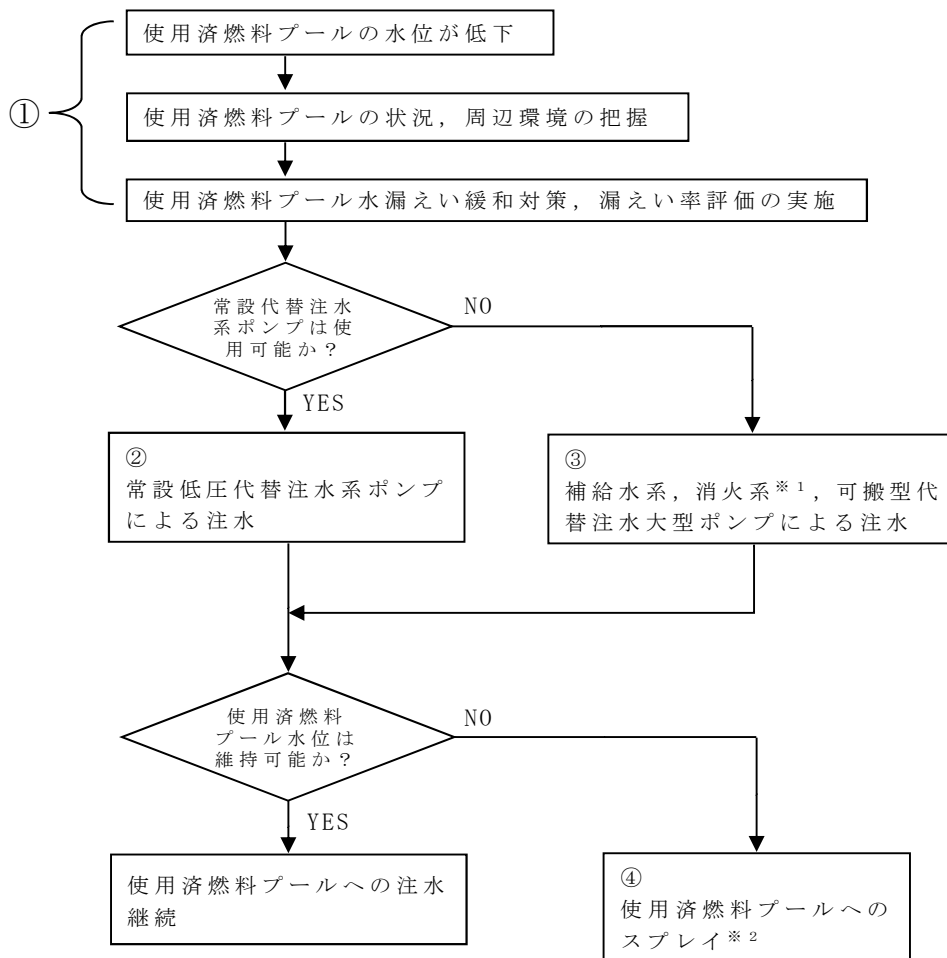 使用済燃料プールの水位が低下
①
使用済燃料プールの状況，周辺環境の把握
使用済燃料プール水漏えい緩和対策，漏えい率評価の実施
常設代替注水
系ポンプは使
用可能か？
NO
YES
②
常設低圧代替注水系ポンプ
による注水
③
補給水系，消火系※1，可搬型代
替注水大型ポンプによる注水
使用済燃料
プール水位は
維持可能か？
NO
YES
使用済燃料プールへの注水
継続
④
使用済燃料プールへの
スプレイ※2